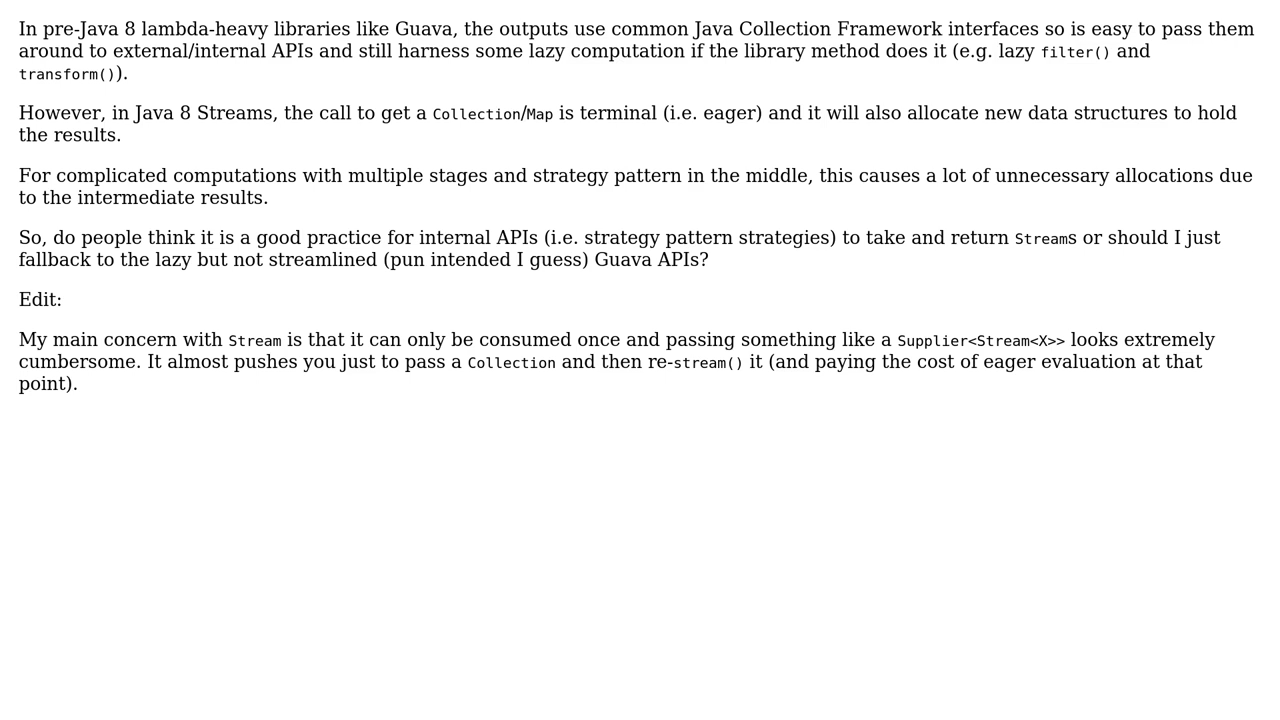 In pre-Java 8 lambda-heavy libraries like Guava, the outputs use common Java Collection Framework interfaces so is easy to pass them
around to external/internal APIs and still harness some lazy computation if the library method does it (e.g. lazy filter() and
transform()).
However, in Java 8 Streams, the call to get a Collection/Map is terminal (i.e. eager) and it will also allocate new data structures to hold
the results.
For complicated computations with multiple stages and strategy pattern in the middle, this causes a lot of unnecessary allocations due
to the intermediate results.
So, do people think it is a good practice for internal APIs (i.e. strategy pattern strategies) to take and return Streams or should I just
fallback to the lazy but not streamlined (pun intended I guess) Guava APIs?
Edit:
My main concern with Stream is that it can only be consumed once and passing something like a Supplier<Stream<X>> looks extremely
cumbersome. It almost pushes you just to pass a Collection and then re-stream() it (and paying the cost of eager evaluation at that
point).